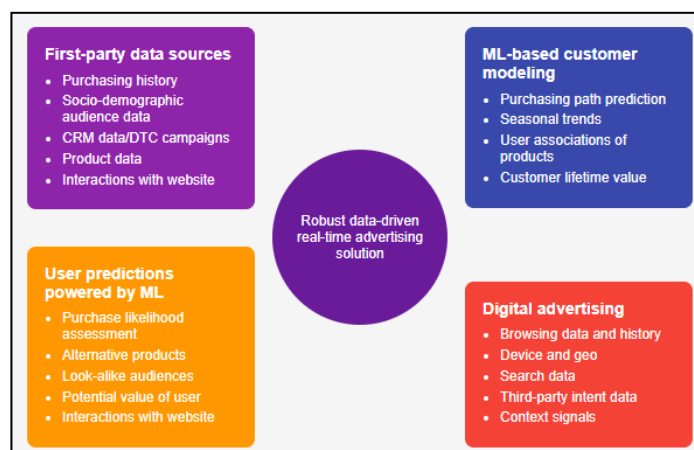 First-party data sources
Purchasing history
Socio-demographic
audience data
CRM data/DTC campaigns
Product data
Interactions with website
ML-based customer
modeling
Purchasing path prediction
Seasonal trends
User associations of
products
Customer lifetime value
Robust data-driven
real-time advertising
solution
User predictions
powered by ML
Purchase likelihood
assessment
Alternative products
Look-alike audiences
Potential value of user
Interactions with website
Digital advertising
Browsing data and history
Device and geo
Search data
Third-party intent data
Context signals